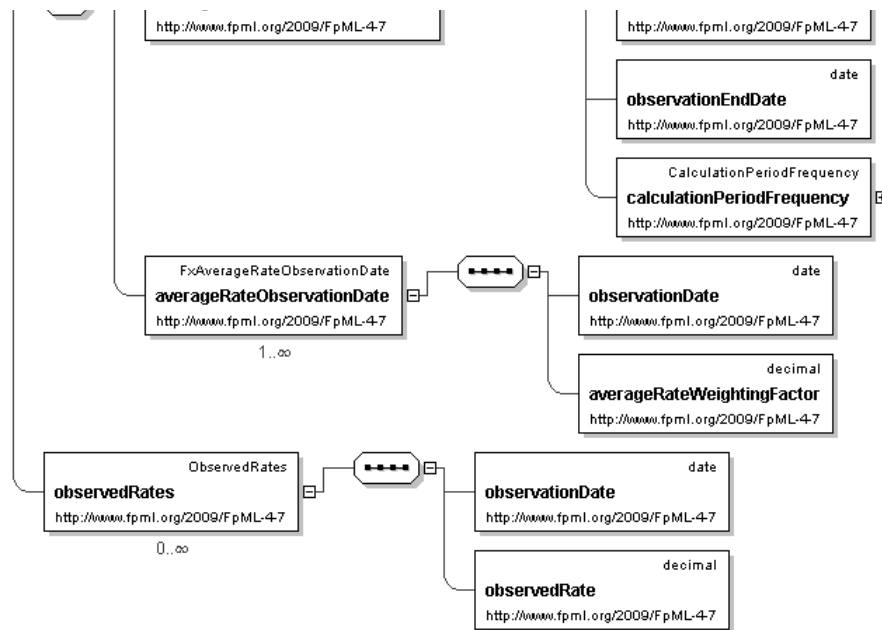 http://www.fpml.org/2009/FpML-4-7
http://www.fpml.org/2009/FpML-4-7
date
observationEndDate
http://www.fpml.org/2009/FpML-4-7
CalculationPeriodFrequency
calculationPeriodFrequency
http://www.fpml.org/2009/FpML-4-7
FxAverageRateObservationDate
averageRateObservationDate
http://www.fpml.org/2009/FpML-4-7
1..∞
date
observationDate
http://www.fpml.org/2009/FpML-4-7
decimal
averageRateWeightingFactor
http://www.fpml.org/2009/FpML-4-7
ObservedRates
observedRates
http://www.fpml.org/2009/FpML-4-7
0..∞
date
observationDate
http://www.fpml.org/2009/FpML-4-7
decimal
observedRate
http://www.fpml.org/2009/FpML-4-7